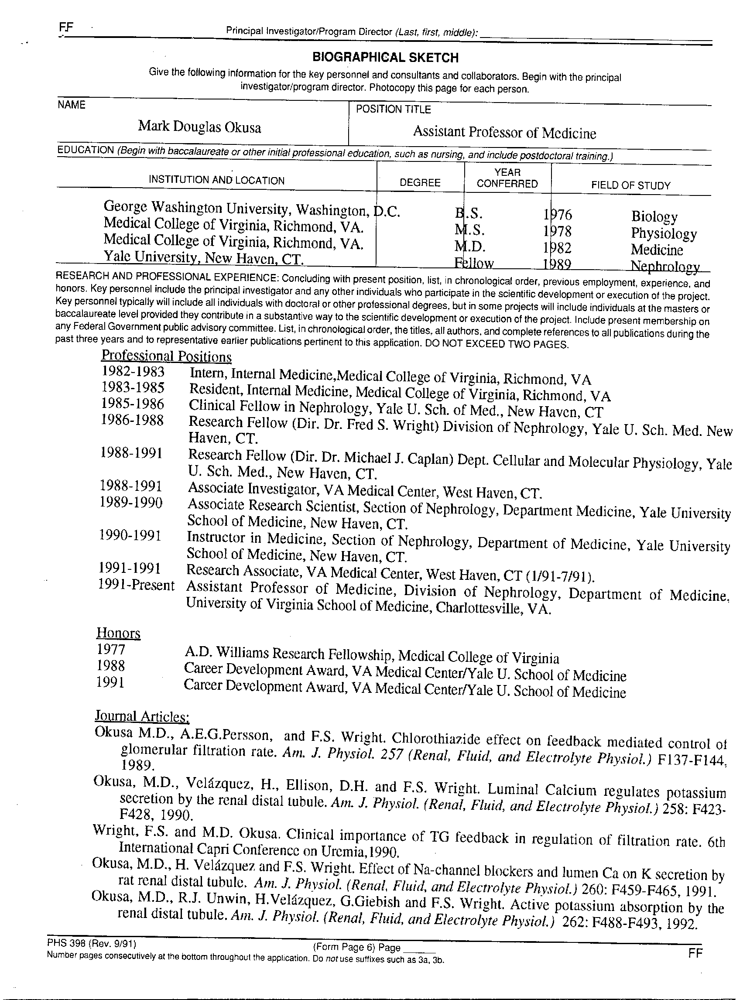 FF
Principal Investigator/Program Director (Last, first, middle):
BIOGRAPHICAL SKETCH
Give the following information for the key personnel and consultants and collaborators. Begin with the principal
investigator/program director. Photocopy this page for each person.
NAME
POSITION TITLE
Mark Douglas Okusa
Assistant Professor of Medicine
EDUCATION (Begin with baccalaureate or other initial professional education, such as nursing, and include postdoctoral training.)
INSTITUTION AND LOCATION DEGREE YEAR CONFERRED FIELD OF STUDY
George Washington University, Washington, D.C. B.S. 1976 Biology
Medical College of Virginia, Richmond, VA. M.S. 1978 Physiology
Medical College of Virginia, Richmond, VA. M.D. 1982 Medicine
Yale University, New Haven, CT. Fellow 1989 Nephrology
RESEARCH AND PROFESSIONAL EXPERIENCE: Concluding with present position, list, in chronological order, previous employment, experience, and
honors. Key personnel include the principal investigator and any other individuals who participate in the scientific development or execution of the project.
Key personnel typically will include all individuals with doctoral or other professional degrees, but in some projects will include individuals at the masters or
baccalaureate level provided they contribute in a substantive way to the scientific development or execution of the project. Include present membership on
any Federal Government public advisory committee. List, in chronological order, the titles, all authors, and complete references to all publications during the
past three years and to representative earlier publications pertinent to this application. DO NOT EXCEED TWO PAGES.
Professional Positions
1982-1983 Intern, Internal Medicine,Medical College of Virginia, Richmond, VA
1983-1985 Resident, Internal Medicine, Medical College of Virginia, Richmond, VA
1985-1986 Clinical Fellow in Nephrology, Yale U. Sch. of Med., New Haven, CT
1986-1988 Research Fellow (Dir. Dr. Fred S. Wright) Division of Nephrology, Yale U. Sch. Med. New
Haven, CT.
1988-1991 Research Fellow (Dir. Dr. Michael J. Caplan) Dept. Cellular and Molecular Physiology, Yale
U. Sch. Med., New Haven, CT.
1988-1991 Associate Investigator, VA Medical Center, West Haven, CT.
1989-1990 Associate Research Scientist, Section of Nephrology, Department Medicine, Yale University
School of Medicine, New Haven, CT.
1990-1991 Instructor in Medicine, Section of Nephrology, Department of Medicine, Yale University
School of Medicine, New Haven, CT.
1991-1991 Research Associate, VA Medical Center, West Haven, CT (1/91-7/91).
1991-Present Assistant Professor of Medicine, Division of Nephrology, Department of Medicine,
University of Virginia School of Medicine, Charlottesville, VA.
Honors
1977 A.D. Williams Research Fellowship, Medical College of Virginia
1988 Career Development Award, VA Medical Center/Yale U. School of Medicine
1991 Career Development Award, VA Medical Center/Yale U. School of Medicine
Journal Articles:
Okusa M.D., A.E.G.Persson, and F.S. Wright. Chlorothiazide effect on feedback mediated control of
glomerular filtration rate. Am. J. Physiol. 257 (Renal, Fluid, and Electrolyte Physiol.) F137-F144,
1989.
Okusa, M.D., Velázquez, H., Ellison, D.H. and F.S. Wright. Luminal Calcium regulates potassium
secretion by the renal distal tubule. Am. J. Physiol. (Renal, Fluid, and Electrolyte Physiol.) 258: F423-
F428, 1990.
Wright, F.S. and M.D. Okusa. Clinical importance of TG feedback in regulation of filtration rate. 6th
International Capri Conference on Uremia,1990.
Okusa, M.D., H. Velázquez and F.S. Wright. Effect of Na-channel blockers and lumen Ca on K secretion by
rat renal distal tubule. Am. J. Physiol. (Renal, Fluid, and Electrolyte Physiol.) 260: F459-F465, 1991.
Okusa, M.D., R.J. Unwin, H.Velázquez, G.Giebish and F.S. Wright. Active potassium absorption by the
renal distal tubule. Am. J. Physiol. (Renal, Fluid, and Electrolyte Physiol.) 262: F488-F493, 1992.
PHS 398 (Rev. 9/91) (Form Page 6) Page
Number pages consecutively at the bottom throughout the application. Do not use suffixes such as 3a, 3b.
FF